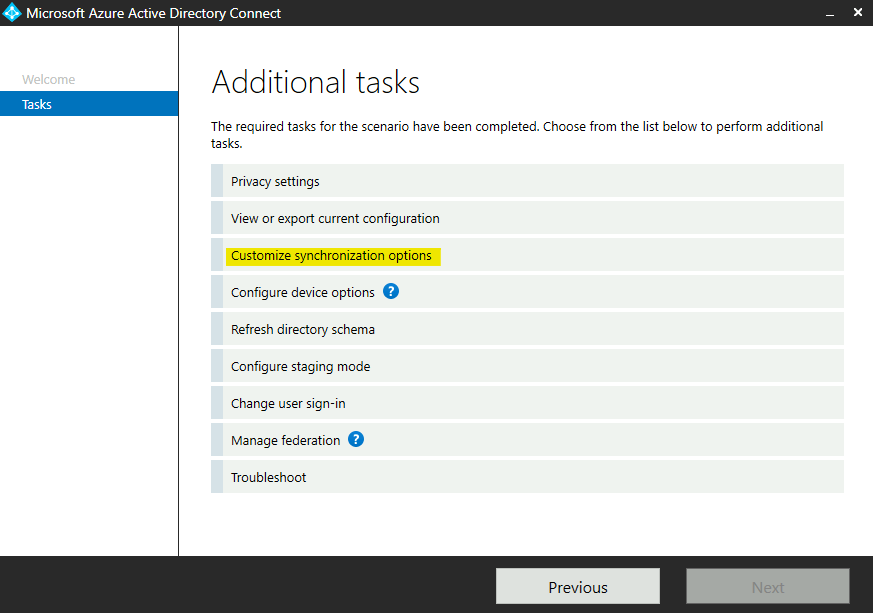 Microsoft Azure Active Directory Connect
Welcome
Tasks
Additional tasks
The required tasks for the scenario have been completed. Choose from the list below to perform additional
tasks.
Privacy settings
View or export current configuration
Customize synchronization options
Configure device options ?
Refresh directory schema
Configure staging mode
Change user sign-in
Manage federation ?
Troubleshoot
Previous
Next